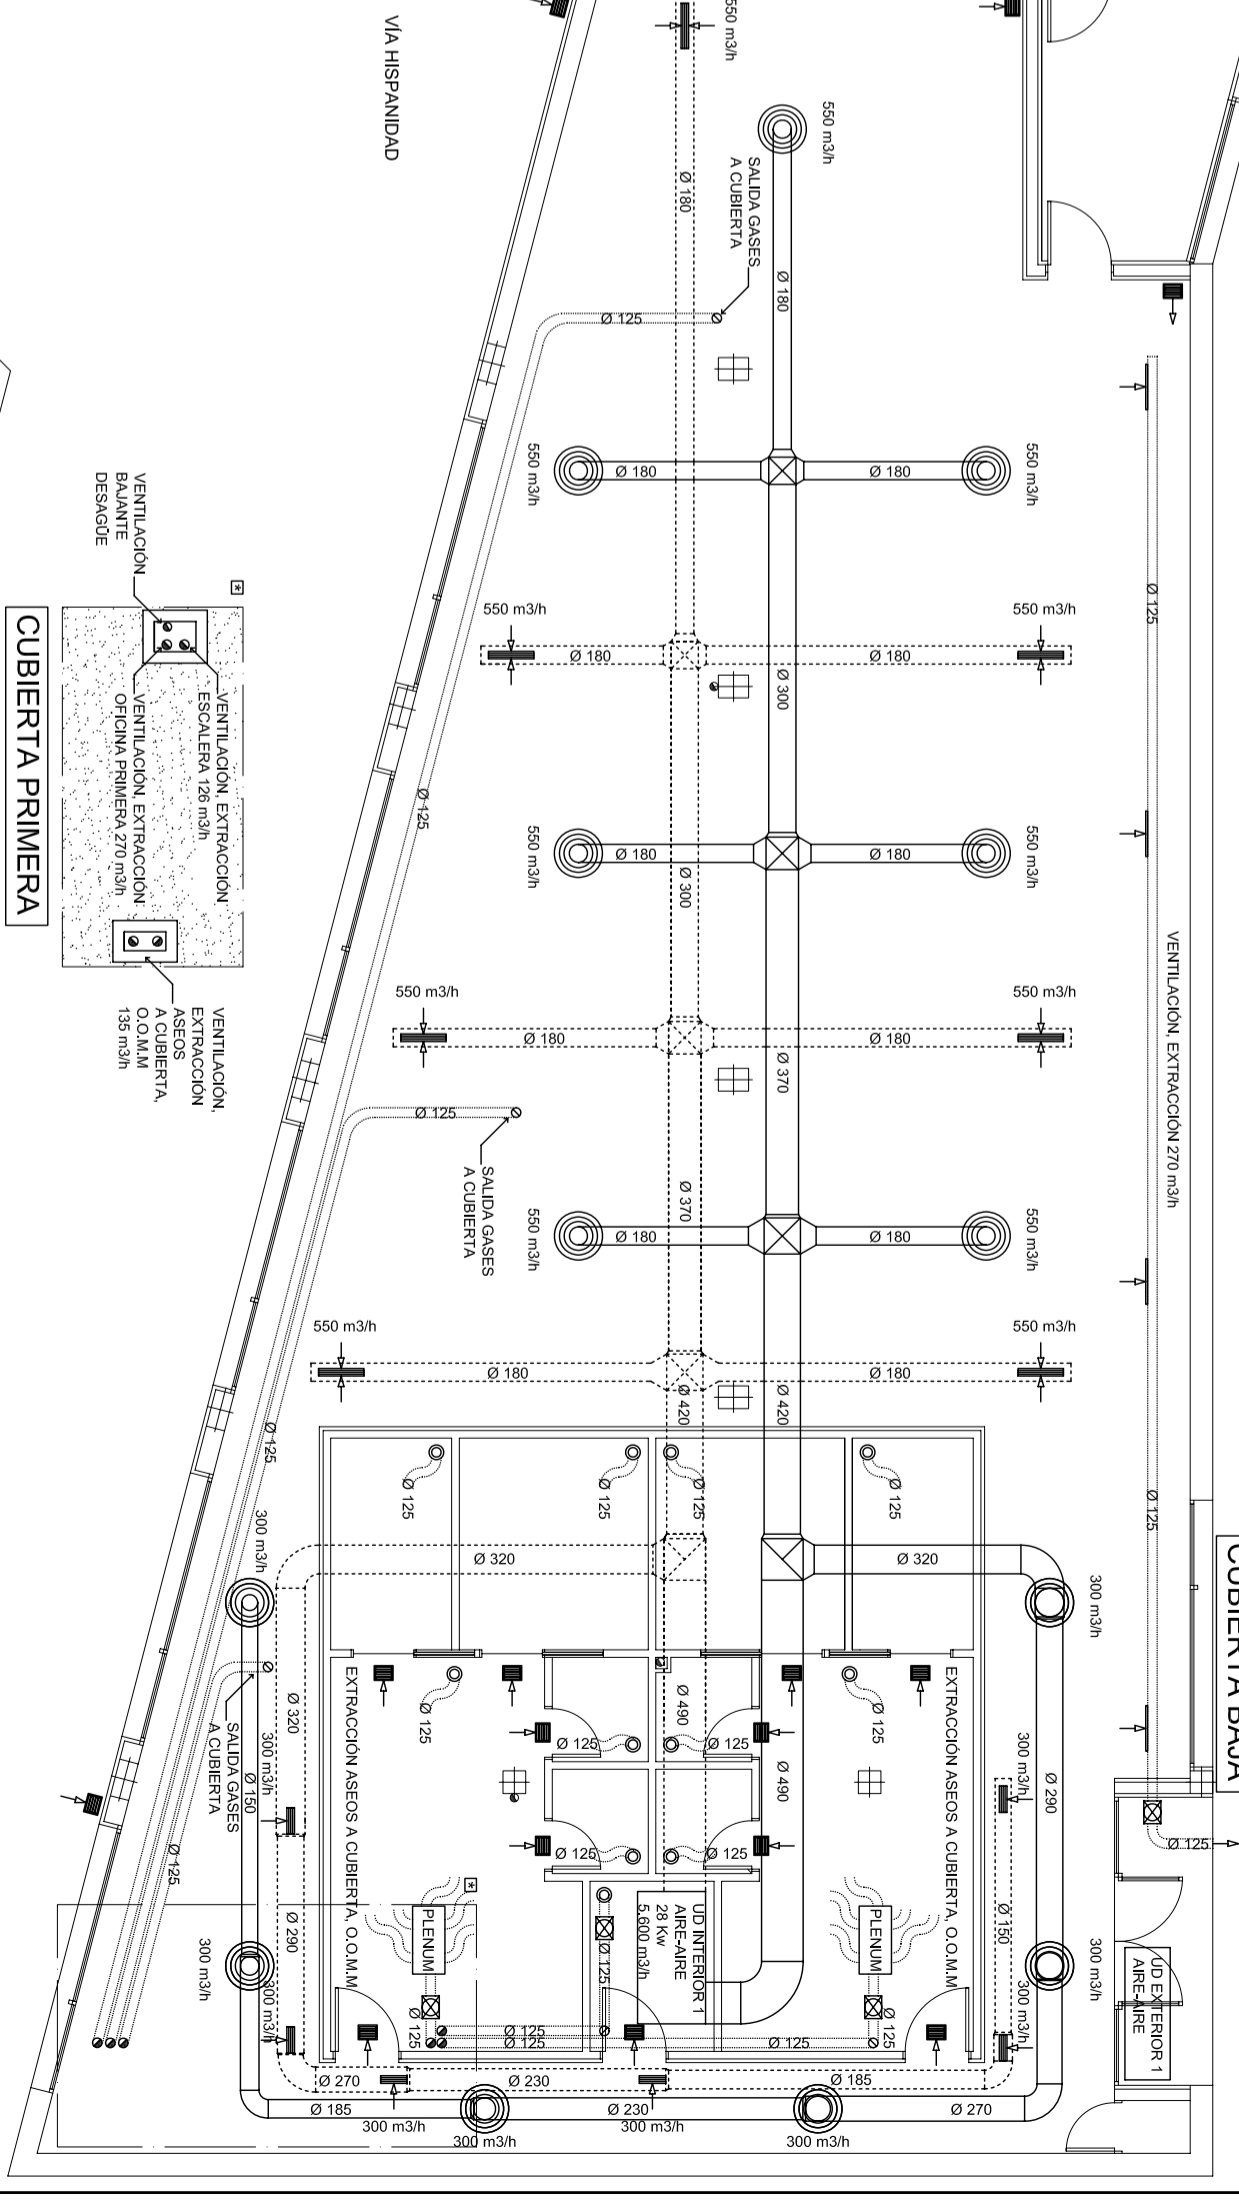 550 m3/h
VÍA HISPANIDAD
550 m3/h
SALIDA GASES
A CUBIERTA
Ø 180
Ø 180
Ø 125
550 m3/h
Ø 180
Ø 180
550 m3/h
VENTILACIÓN
BAJANTE
DESAGÜE
*
550 m3/h
550 m3/h
Ø 125
Ø 180
Ø 180
Ø 300
VENTILACIÓN, EXTRACCIÓN
ESCALERA 126 m3/h
VENTILACIÓN, EXTRACCIÓN
OFICINA PRIMERA 270 m3/h
CUBIERTA PRIMERA
Ø 125
550 m3/h
Ø 180
Ø 180
550 m3/h
Ø 300
VENTILACIÓN, EXTRACCIÓN 270 m3/h
550 m3/h
550 m3/h
VENTILACIÓN,
EXTRACCIÓN
ASEOS
A CUBIERTA,
O.O.M.M
135 m3/h
Ø 180
Ø 180
Ø 370
Ø 125
SALIDA GASES
A CUBIERTA
Ø 370
550 m3/h
Ø 180
Ø 180
550 m3/h
550 m3/h
550 m3/h
Ø 180
Ø 180
Ø 420
Ø 420
Ø 125
Ø 125
Ø 125
Ø 125
Ø 125
Ø 125
300 m3/h
Ø 320
Ø 320
300 m3/h
CUBIERTA BAJA
EXTRACCIÓN ASEOS A CUBIERTA, O.O.M.M
EXTRACCIÓN ASEOS A CUBIERTA, O.O.M.M
Ø 320
Ø 125
Ø 490
Ø 125
SALIDA GASES
A CUBIERTA
300 m3/h
Ø 150
Ø 125
Ø 125
Ø 490
300 m3/h
Ø 290
Ø 125
Ø 125
Ø 125
Ø 125
*
PLENUM
UD INTERIOR 1
AIRE-AIRE
28 Kw
5.600 m3/h
PLENUM
Ø 290
Ø 125
Ø 150
300 m3/h
300 m3/h
300 m3/h
300 m3/h
UD EXTERIOR 1
AIRE-AIRE
Ø 125
Ø 125
Ø 125
Ø 125
Ø 125
Ø 270
Ø 230
Ø 185
Ø 185
Ø 230
Ø 270
300 m3/h
300 m3/h
300 m3/h
300 m3/h